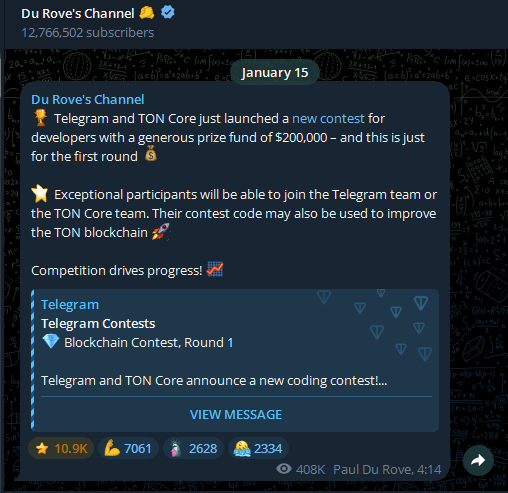 Du Rove's Channel
12,766,502 subscribers
January 15
Du Rove's Channel
🏆 Telegram and TON Core just launched a new contest for
developers with a generous prize fund of $200,000 – and this is just
for the first round 💰
⭐ Exceptional participants will be able to join the Telegram team or
the TON Core team. Their contest code may also be used to improve
the TON blockchain 🚀
Competition drives progress! 📈
Telegram
Telegram Contests
💎 Blockchain Contest, Round 1
Telegram and TON Core announce a new coding contest!...
VIEW MESSAGE
10.9K 7061 2628 2334
408K Paul Du Rove, 4:14